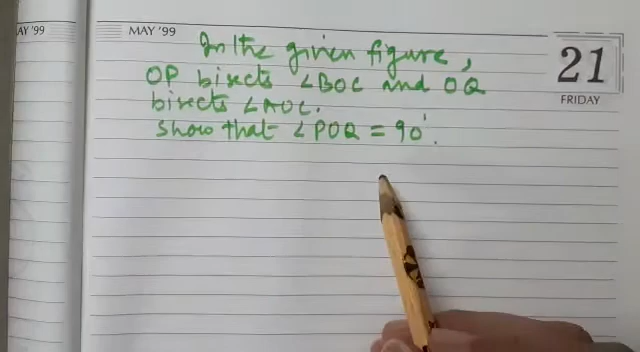 AY '99
MAY '99
In the given figure,
OP bisects ∠BOC and OQ
bisects ∠AOC.
Show that ∠POQ = 90°.
21
FRIDAY